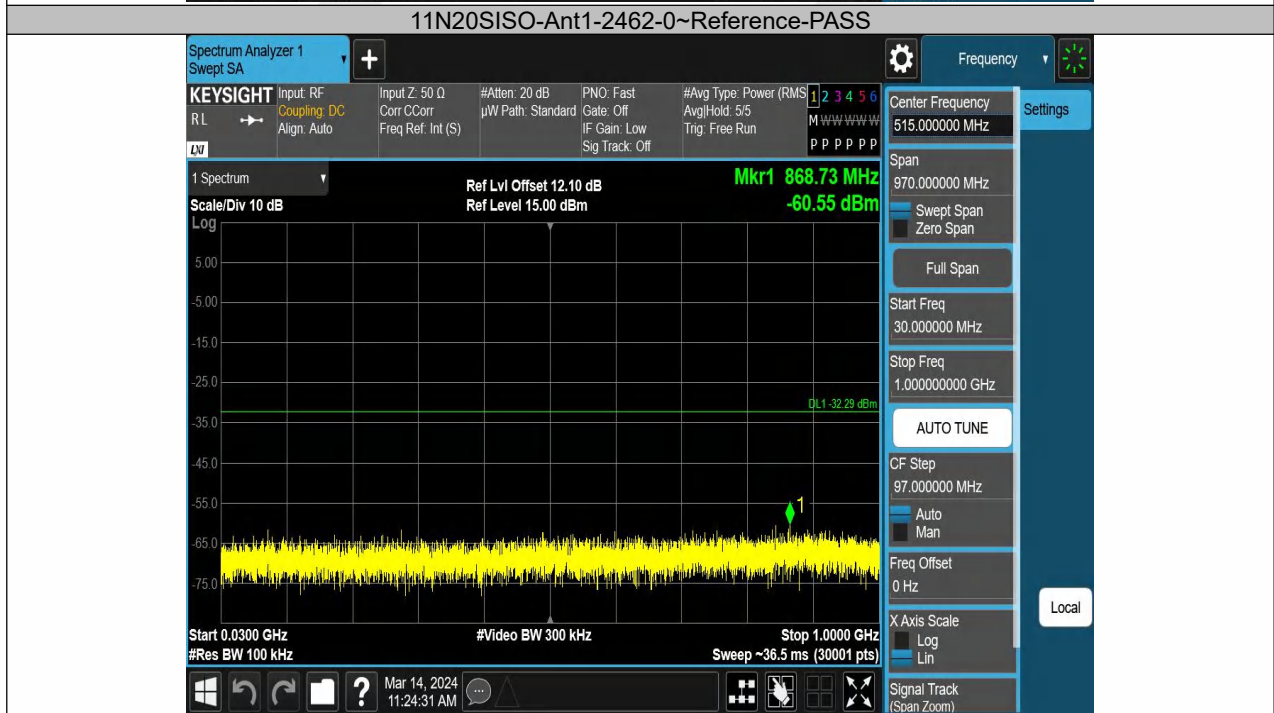 11N20SISO-Ant1-2462-0~Reference-PASS
Spectrum Analyzer 1
Swept SA
+
Frequency
KEYSIGHT
RL
LXI
Input: RF
Coupling: DC
Align: Auto
Input Z: 50 Ω
Corr CCorr
Freq Ref: Int (S)
#Atten: 20 dB
µW Path: Standard
PNO: Fast
Gate: Off
IF Gain: Low
Sig Track: Off
#Avg Type: Power (RMS
Avg|Hold: 5/5
Trig: Free Run
1 2 3 4 5 6
M W W W W W
P P P P P P
1 Spectrum
Scale/Div 10 dB
Ref Lvl Offset 12.10 dB
Ref Level 15.00 dBm
Mkr1 868.73 MHz
-60.55 dBm
Log
5.00
-5.00
-15.0
-25.0
DL1 -32.29 dBm
-35.0
-45.0
-55.0
1
-65.0
-75.0
Start 0.0300 GHz
#Res BW 100 kHz
#Video BW 300 kHz
Stop 1.0000 GHz
Sweep ~36.5 ms (30001 pts)
Center Frequency
515.000000 MHz
Settings
Span
970.000000 MHz
Swept Span
Zero Span
Full Span
Start Freq
30.000000 MHz
Stop Freq
1.000000000 GHz
AUTO TUNE
CF Step
97.000000 MHz
Auto
Man
Freq Offset
0 Hz
Local
X Axis Scale
Log
Lin
Signal Track
(Span Zoom)
?
Mar 14, 2024
11:24:31 AM